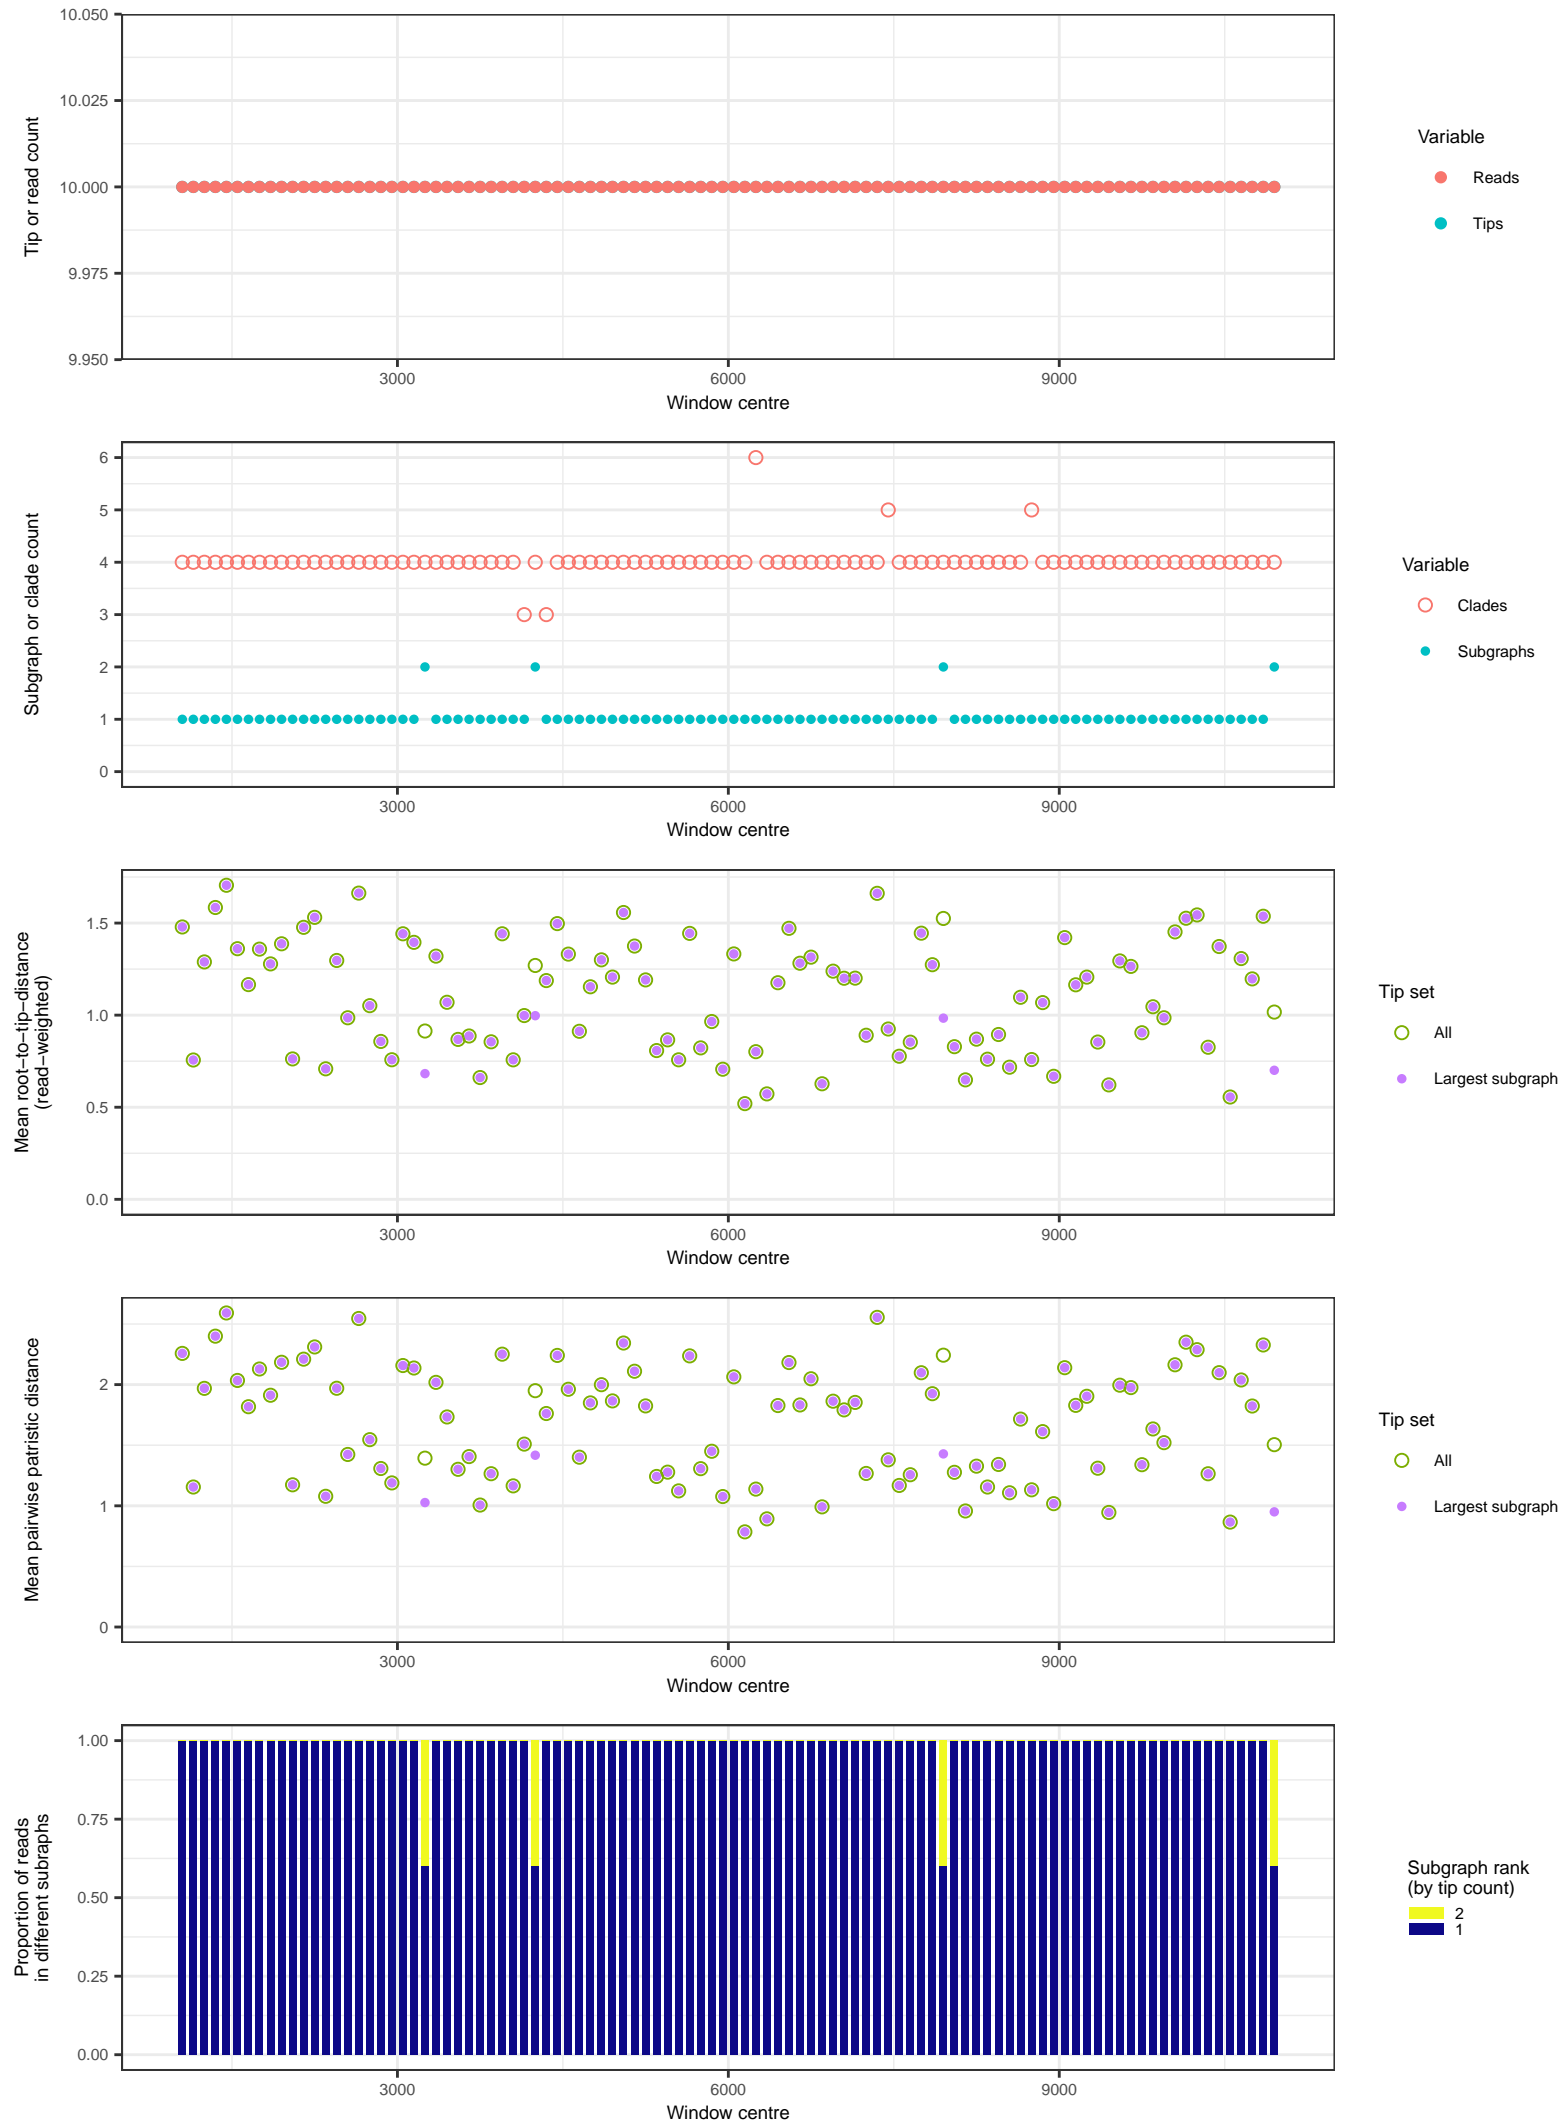 10.050
10.025
10.000
9.975
9.950
Tip or read count
3000 6000 9000
Window centre
Variable
Reads
Tips
6
5
4
3
2
1
0
Subgraph or clade count
3000 6000 9000
Window centre
Variable
Clades
Subgraphs
1.5
1.0
0.5
0.0
Mean root−to−tip−distance
(read−weighted)
3000 6000 9000
Window centre
Tip set
All
Largest subgraph
2
1
0
Mean pairwise patristic distance
3000 6000 9000
Window centre
Tip set
All
Largest subgraph
1.00
0.75
0.50
0.25
0.00
Proportion of reads
in different subraphs
3000 6000 9000
Window centre
Subgraph rank
(by tip count)
2
1